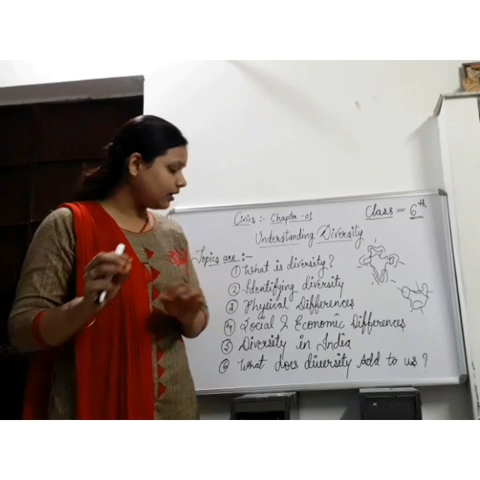 Civics :- Chapter - 01 Class - 6th
Understanding Diversity
Topics are :-
① What is diversity?
② Identifying diversity
③ Physical Differences
④ Social & Economic Differences
⑤ Diversity in India
⑥ What does diversity Add to us ?